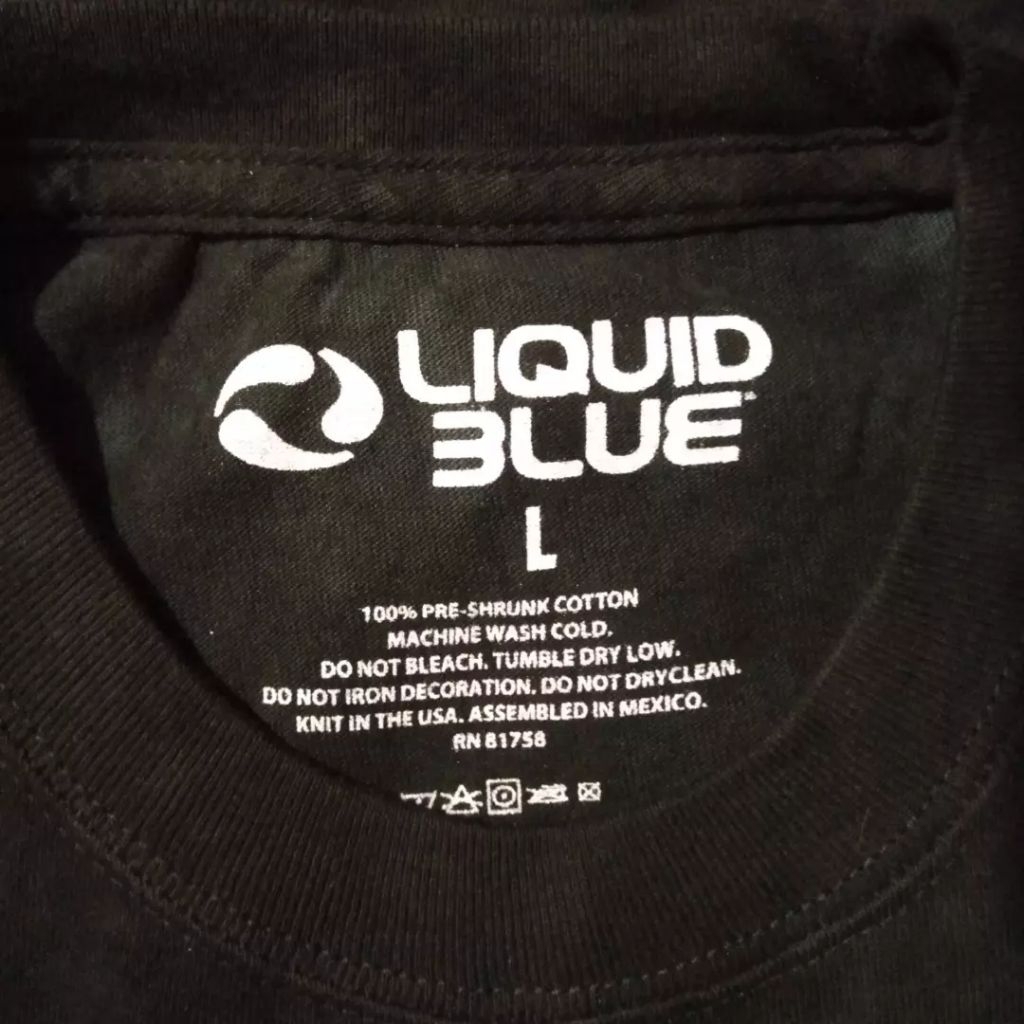 LIQUID
BLUE
L
100% PRE-SHRUNK COTTON
MACHINE WASH COLD.
DO NOT BLEACH. TUMBLE DRY LOW.
DO NOT IRON DECORATION. DO NOT DRYCLEAN.
KNIT IN THE USA. ASSEMBLED IN MEXICO.
RN 81758